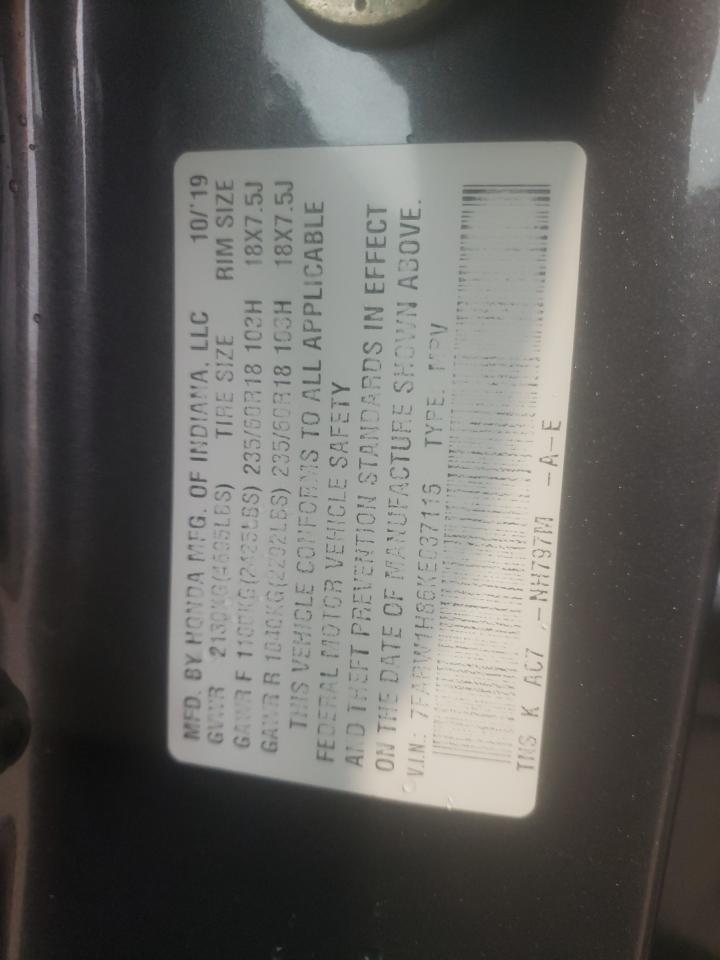 MFD. BY HONDA MFG. OF INDIANA, LLC 10/'19
GVWR 2130KG(4695LBS) TIRE SIZE RIM SIZE
GAWR F 1100KG(2425LBS) 235/60R18 103H 18X7.5J
GAWR R 1040KG(2292LBS) 235/60R18 103H 18X7.5J
THIS VEHICLE CONFORMS TO ALL APPLICABLE
FEDERAL MOTOR VEHICLE SAFETY
AND THEFT PREVENTION STANDARDS IN EFFECT
ON THE DATE OF MANUFACTURE SHOWN ABOVE.
V.I.N.: TYPE: MPV
TNS K AC7 -NH797M -A-E